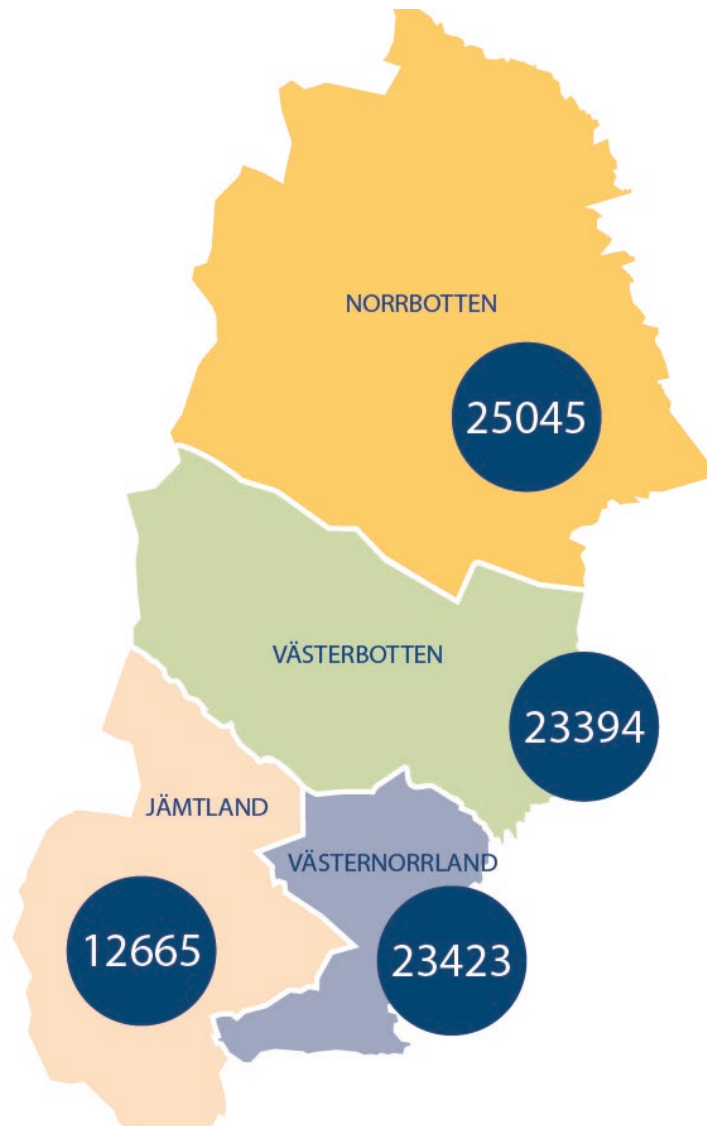 NORRBOTTEN
25045
VÄSTERBOTTEN
23394
JÄMTLAND
VÄSTERNORRLAND
12665
23423